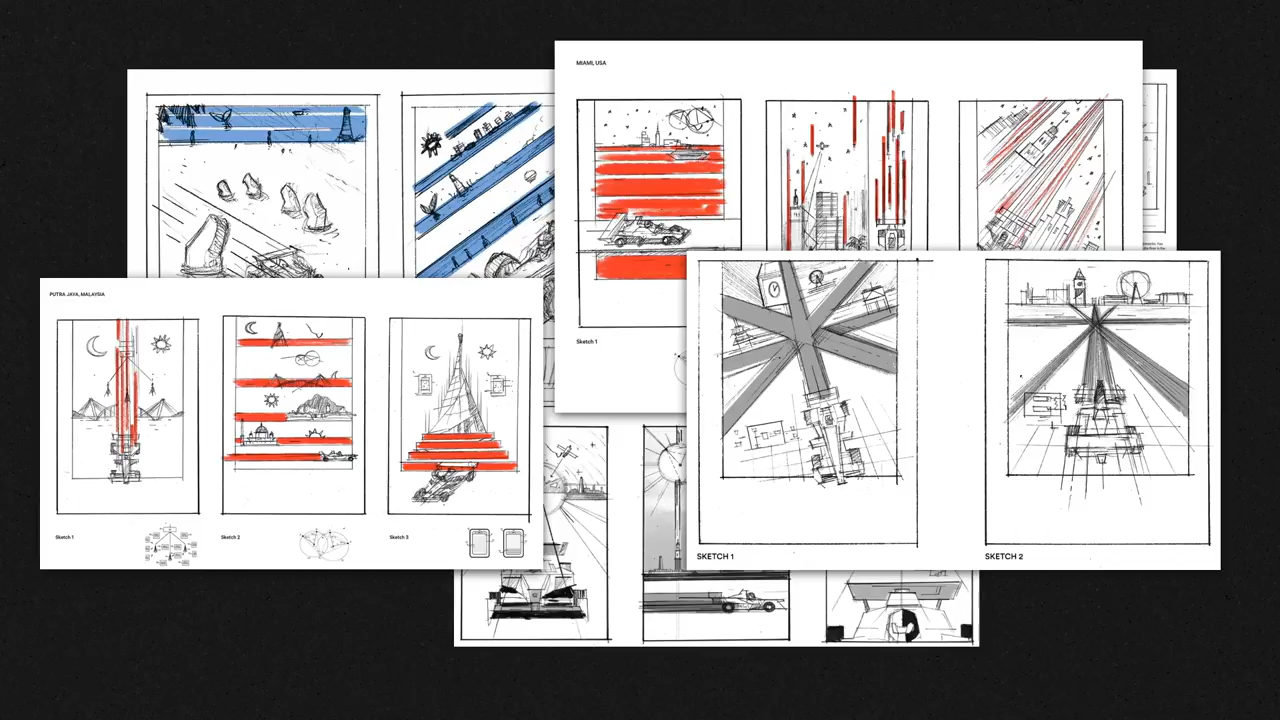 MIAMI, USA
Sketch 1
PUTRA JAYA, MALAYSIA
Sketch 1
Sketch 2
Sketch 3
SKETCH 1
SKETCH 2